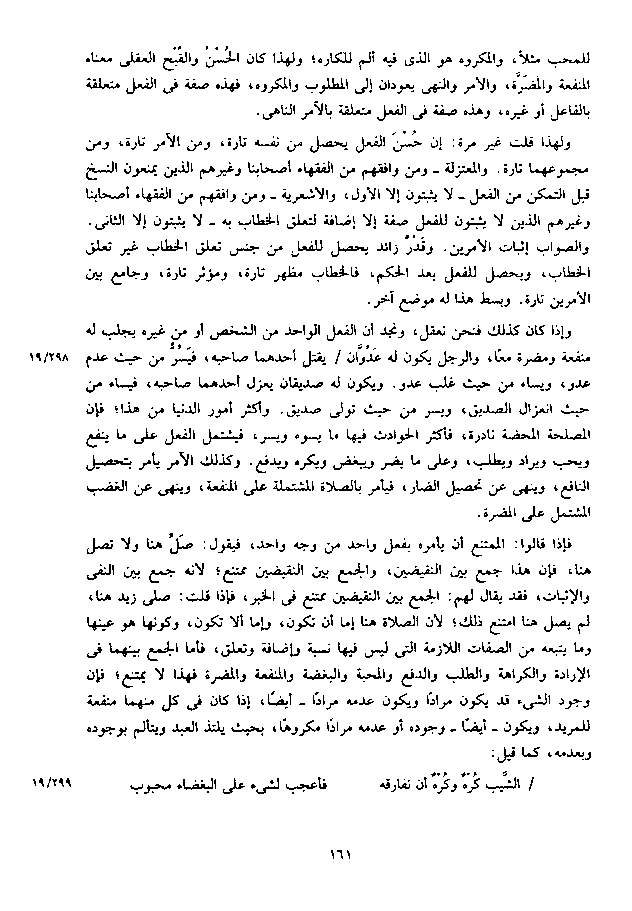 للمحب مثلاً، والمكروه هو الذى فيه ألم للكاره؛ ولهذا كان الحُسْنُ والقُبْح العقلى معناه
المنفعة والمضَرَّة، والأمر والنهى يعودان إلى المطلوب والمكروه، فهذه صفة فى الفعل متعلقة
بالفاعل أو غيره، وهذه صفة فى الفعل متعلقة بالأمر الناهى.
ولهذا قلت غير مرة: إن حُسْنَ الفعل يحصل من نفسه تارة، ومن الأمر تارة، ومن
مجموعهما تارة. والمعتزلة ـ ومن وافقهم من الفقهاء أصحابنا وغيرهم الذين يمنعون النسخ
قبل التمكن من الفعل ـ لا يثبتون إلا الأول، والأشعرية ـ ومن وافقهم من الفقهاء أصحابنا
وغيرهم الذين لا يثبتون للفعل صفة إلا إضافة لتعلق الخطاب به ـ لا يثبتون إلا الثانى.
والصواب إثبات الأمرين. وقَدْرٌ زائد يحصل للفعل من جنس تعلق الخطاب غير تعلق
الخطاب، ويحصل للفعل بعد الحكم، فالخطاب مظهر تارة، ومؤثر تارة، وجامع بين
الأمرين تارة. وبسط هذا له موضع آخر.
وإذا كان كذلك فنحن نعقل، ونجد أن الفعل الواحد من الشخص أو من غيره يجلب له
منفعة ومضرة معًا، والرجل يكون له عَدُوَّان / يقتل أحدهما صاحبه، فيَسُرُّ من حيث عدم ١٩/٢٩٨
عدو، ويساء من حيث غلب عدو. ويكون له صديقان يعزل أحدهما صاحبه، فيساء من
حيث انعزال الصديق، ويسر من حيث تولى صديق. وأكثر أمور الدنيا من هذا؛ فإن
المصلحة المحضة نادرة، فأكثر الحوادث فيها ما يسوء ويسر، فيشتمل الفعل على ما ينفع
ويحب ويراد ويطلب، وعلى ما يضر ويبغض ويكره ويدفع. وكذلك الآمر يأمر بتحصيل
النافع، وينهى عن تحصيل الضار، فيأمر بالصلاة المشتملة على المنفعة، وينهى عن الغضب
المشتمل على المضرة.
فإذا قالوا: الممتنع أن يأمره بفعل واحد من وجه واحد، فيقول: صَلِّ هنا ولا تصل
هنا، فإن هذا جمع بين النقيضين، والجمع بين النقيضين ممتنع؛ لأنه جمع بين النفى
والإثبات، فقد يقال لهم: الجمع بين النقيضين ممتنع فى الخبر، فإذا قلت: صلى زيد هنا،
لم يصل هنا امتنع ذلك؛ لأن الصلاة هنا إما أن تكون، وإما ألا تكون، وكونها هو عينها
وما يتبعه من الصفات اللازمة التى ليس فيها نسبة وإضافة وتعلق، فأما الجمع بينهما فى
الإرادة والكراهة والطلب والدفع والمحبة والبغضة والمنفعة والمضرة فهذا لا يمتنع؛ فإن
وجود الشىء قد يكون مرادًا ويكون عدمه مرادًا ـ أيضًا، إذا كان فى كل منهما منفعة
للمريد، ويكون ـ أيضًا ـ وجوده أو عدمه مرادًا مكروهًا، بحيث يلتذ العبد ويتألم بوجوده
وبعدمه، كما قيل:
/ الشَّيب كُرهٌ وكُرْهٌ أن نفارقه فأعجب لشىء على البغضاء محبوب ١٩/٢٩٩
١٦١